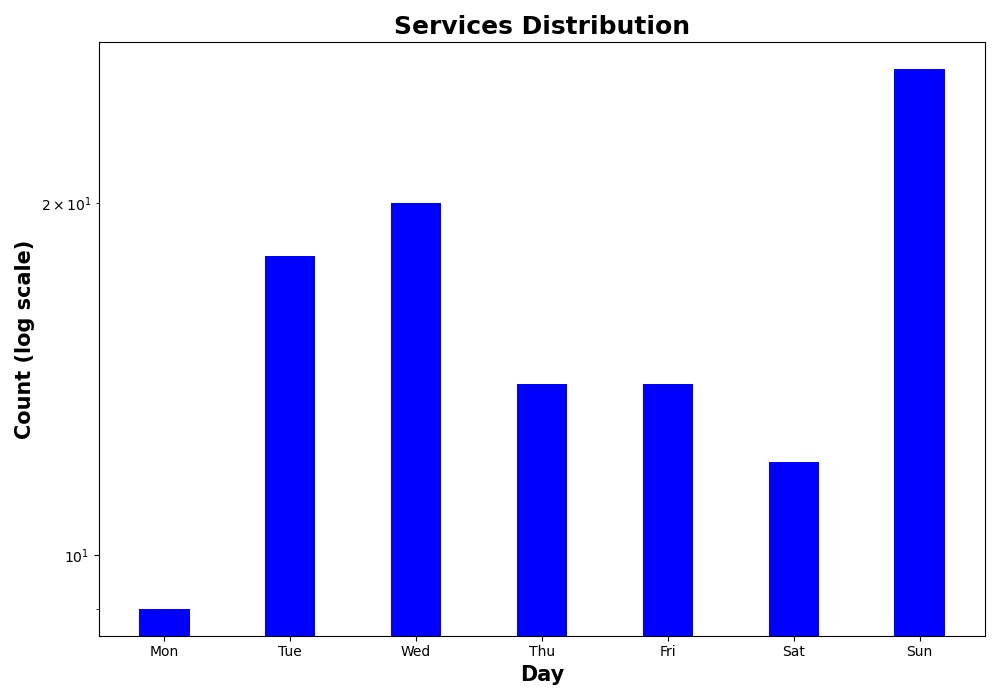 Services Distribution
Count (log scale)
2 × 10¹
10¹
Mon Tue Wed Thu Fri Sat Sun
Day